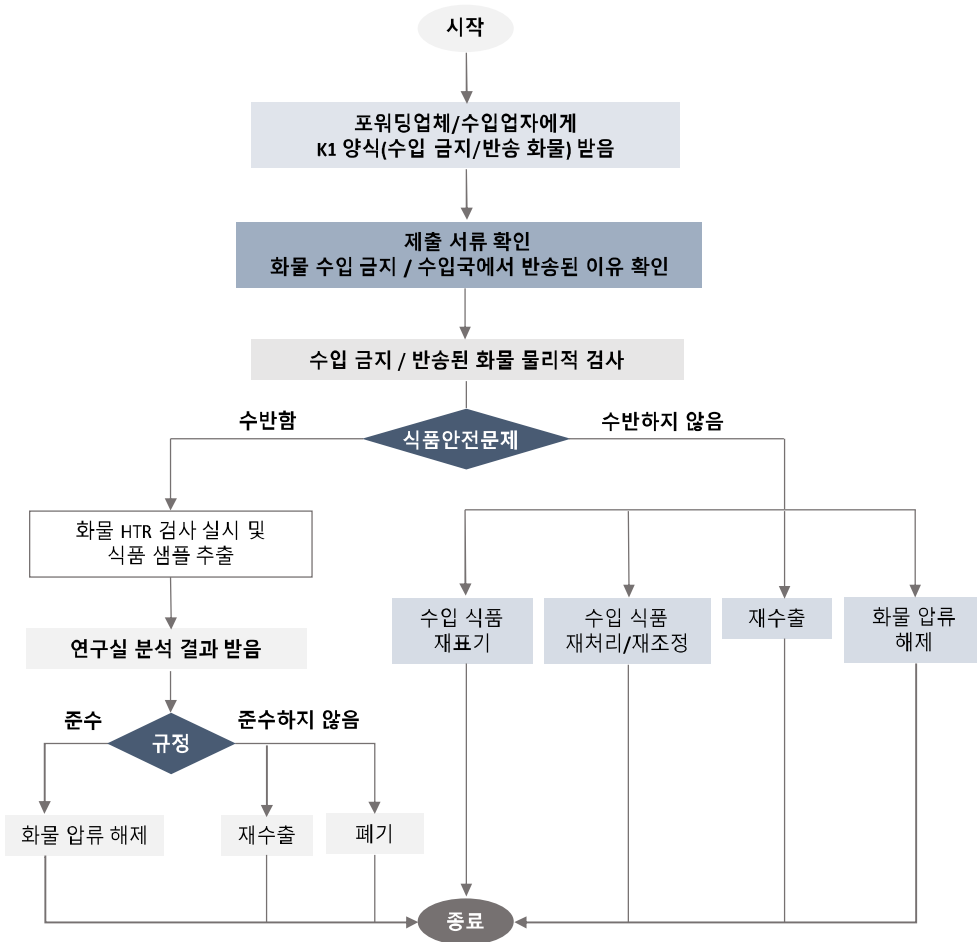 시작
포워딩업체/수입업자에게
K1 양식(수입 금지/반송 화물) 받음
제출 서류 확인
화물 수입 금지 / 수입국에서 반송된 이유 확인
수입 금지 / 반송된 화물 물리적 검사
수반함
식품안전문제
수반하지 않음
화물 HTR 검사 실시 및
식품 샘플 추출
수입 식품
재표기
수입 식품
재처리/재조정
재수출
화물 압류
해제
연구실 분석 결과 받음
준수
규정
준수하지 않음
화물 압류 해제
재수출
폐기
종료